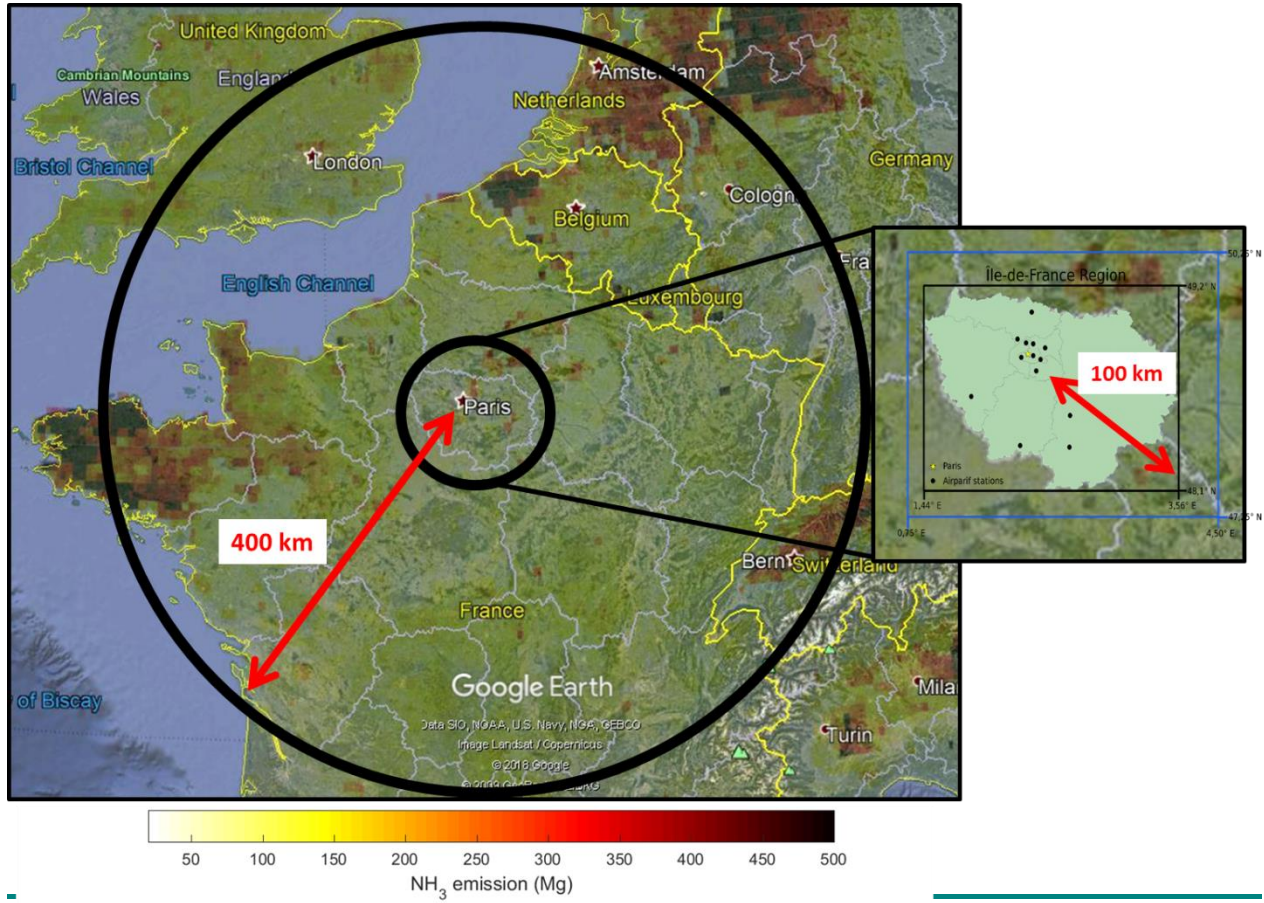 United Kingdom
Cambrian Mountains
England
Wales
Amsterdam
Netherlands
Bristol Channel
London
Germany
Cologn
Belgium
English Channel
Fra
Luxembourg
Île-de-France Region
50,25° N
49,2° N
100 km
Paris
Paris
Airparif stations
48,1° N
1,44° E
3,56° E
47,25° N
0,75° E
4,50° E
400 km
Bern
Switzerland
France
Google Earth
of Biscay
Mila
Data SIO, NOAA, U.S. Navy, NGA, GEBCO
Turin
Image Landsat / Copernicus
© 2018 Google
50 100 150 200 250 300 350 400 450 500
NH₃ emission (Mg)